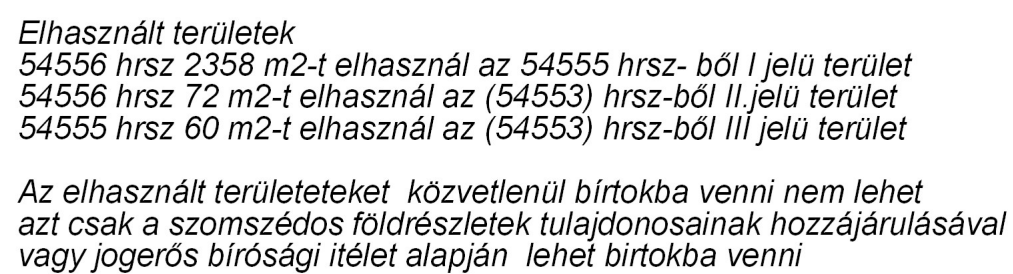 Elhasznált területek
54556 hrsz 2358 m2-t elhasznál az 54555 hrsz- ből I jelü terület
54556 hrsz 72 m2-t elhasznál az (54553) hrsz-ből II.jelü terület
54555 hrsz 60 m2-t elhasznál az (54553) hrsz-ből III jelü terület
Az elhasznált területeteket  közvetlenül bírtokba venni nem lehet
azt csak a szomszédos földrészletek tulajdonosainak hozzájárulásával
vagy jogerős bírósági itélet alapján  lehet birtokba venni